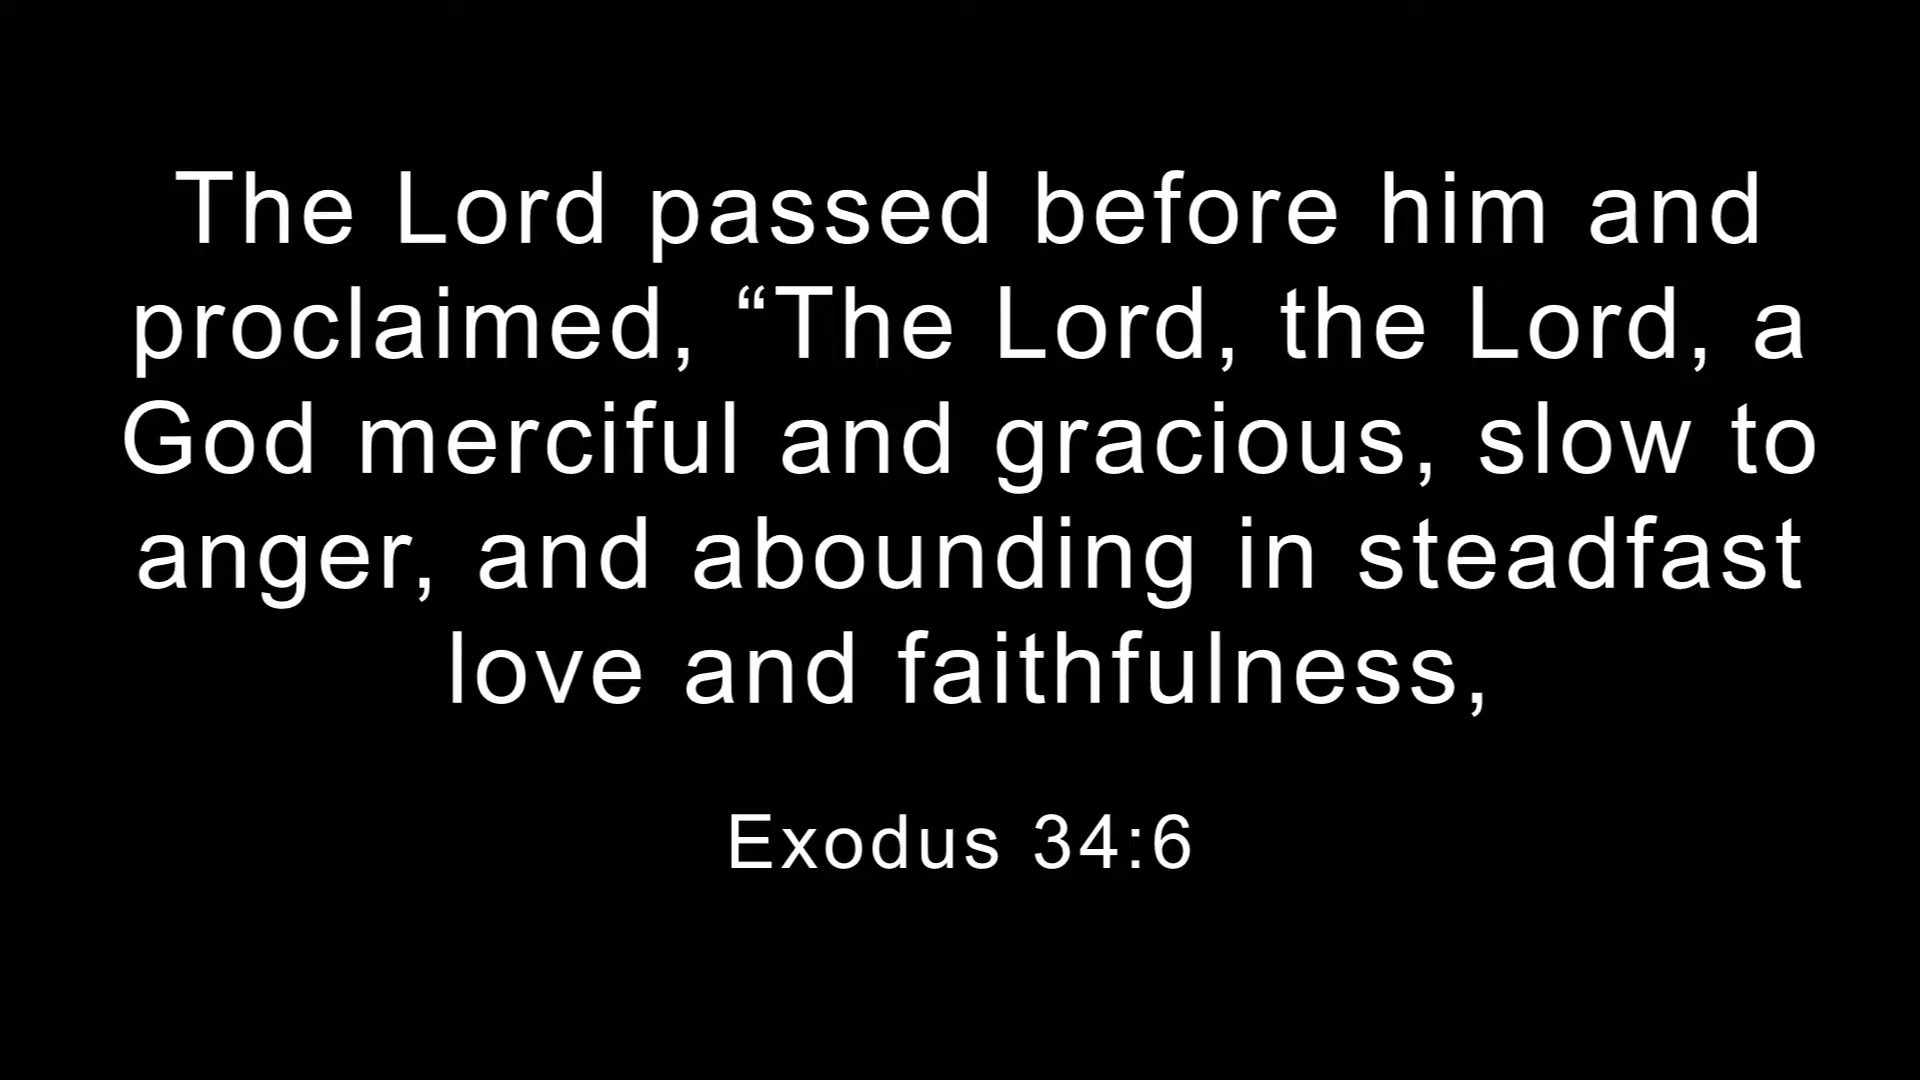 The Lord passed before him and
proclaimed, “The Lord, the Lord, a
God merciful and gracious, slow to
anger, and abounding in steadfast
love and faithfulness,
Exodus 34:6